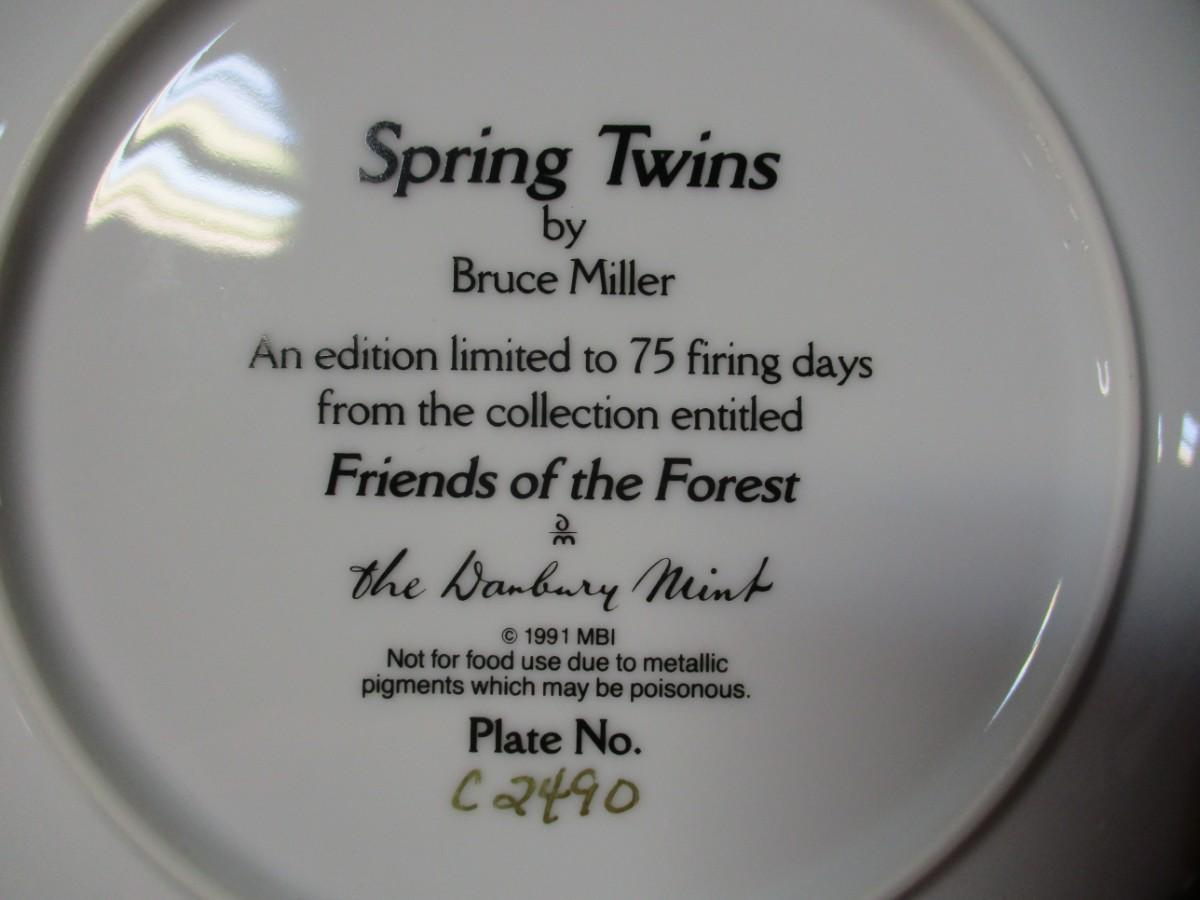 Spring Twins
by
Bruce Miller
An edition limited to 75 firing days
from the collection entitled
Friends of the Forest
dm
the Danbury Mint
© 1991 MBI
Not for food use due to metallic
pigments which may be poisonous.
Plate No.
C2490